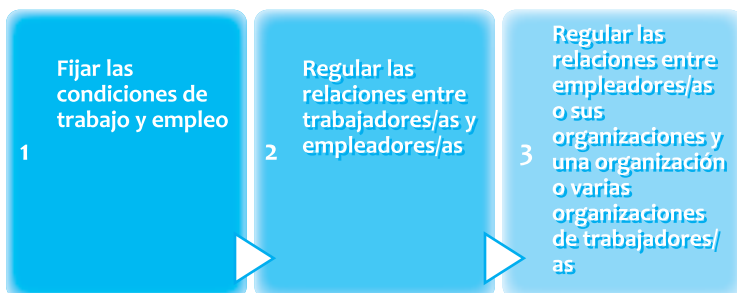 1
Fijar las
condiciones de
trabajo y empleo
2
Regular las
relaciones entre
trabajadores/as y
empleadores/as
3
Regular las
relaciones entre
empleadores/as
o sus
organizaciones y
una organización
o varias
organizaciones
de trabajadores/
as